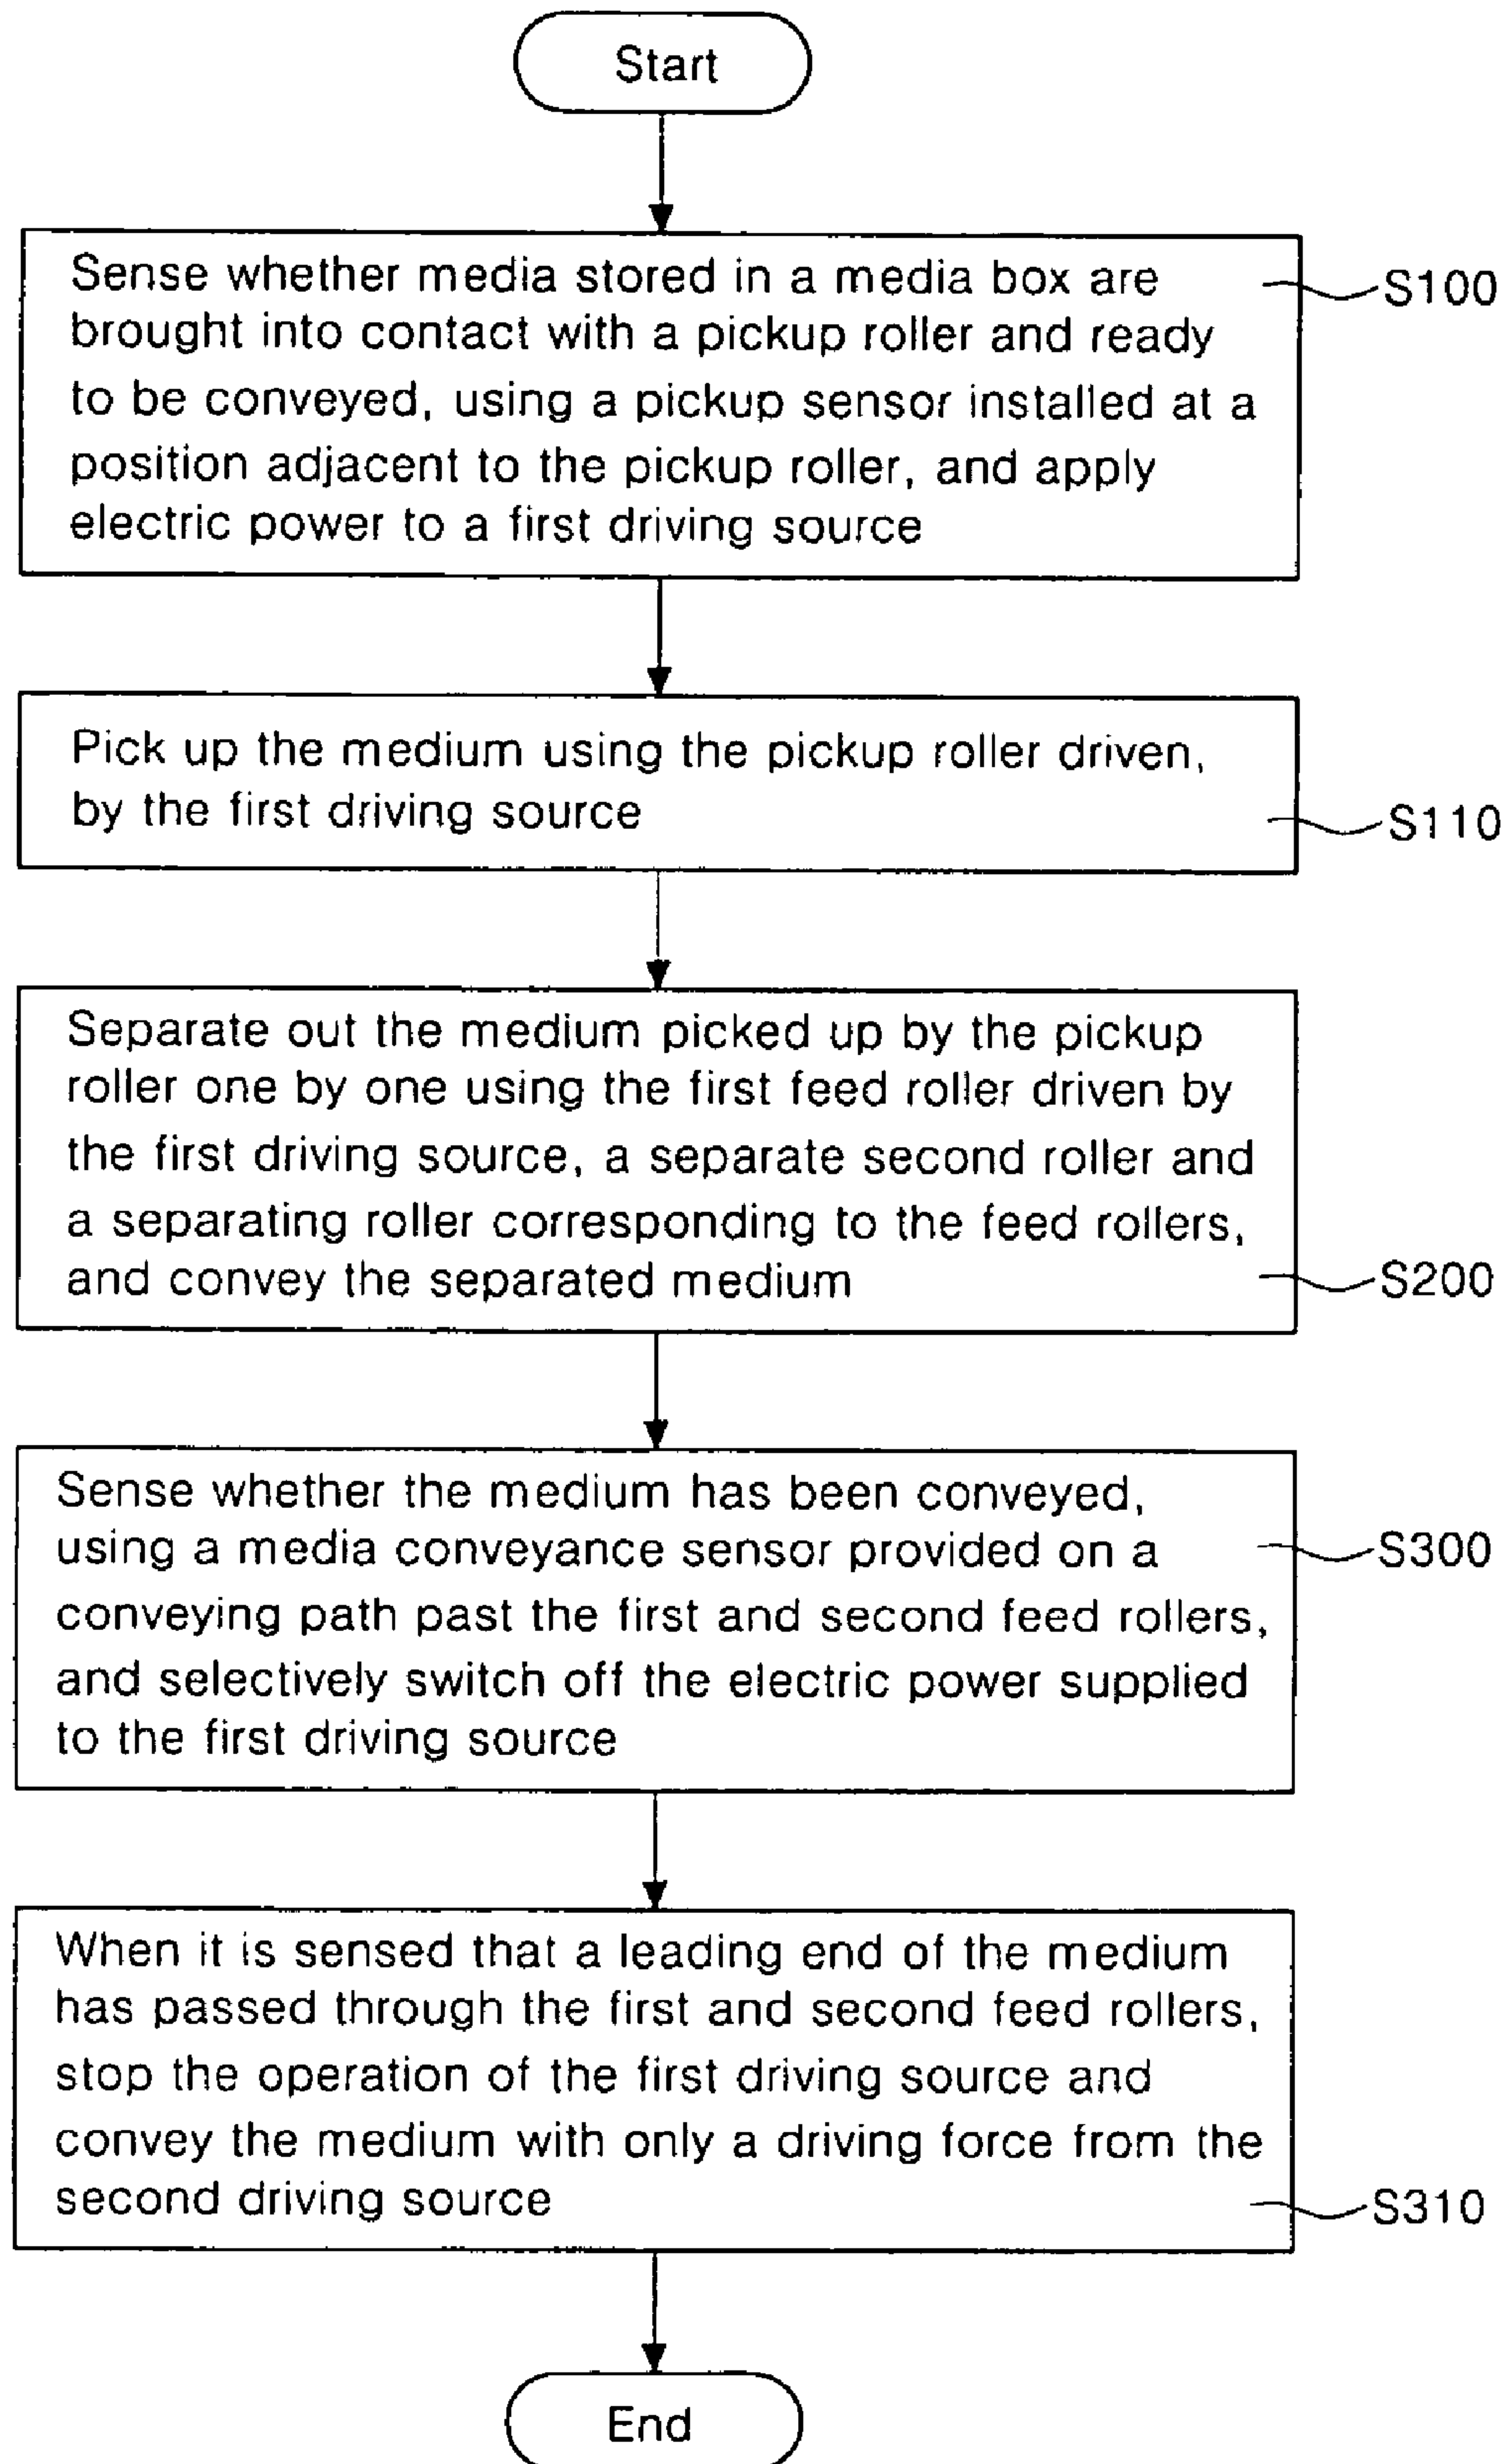 Start
Sense whether media stored in a media box are
brought into contact with a pickup roller and ready
to be conveyed, using a pickup sensor installed at a
position adjacent to the pickup roller, and apply
electric power to a first driving source
S100
Pick up the medium using the pickup roller driven,
by the first driving source
S110
Separate out the medium picked up by the pickup
roller one by one using the first feed roller driven by
the first driving source, a separate second roller and
a separating roller corresponding to the feed rollers,
and convey the separated medium
S200
Sense whether the medium has been conveyed,
using a media conveyance sensor provided on a
conveying path past the first and second feed rollers,
and selectively switch off the electric power supplied
to the first driving source
S300
When it is sensed that a leading end of the medium
has passed through the first and second feed rollers,
stop the operation of the first driving source and
convey the medium with only a driving force from the
second driving source
S310
End